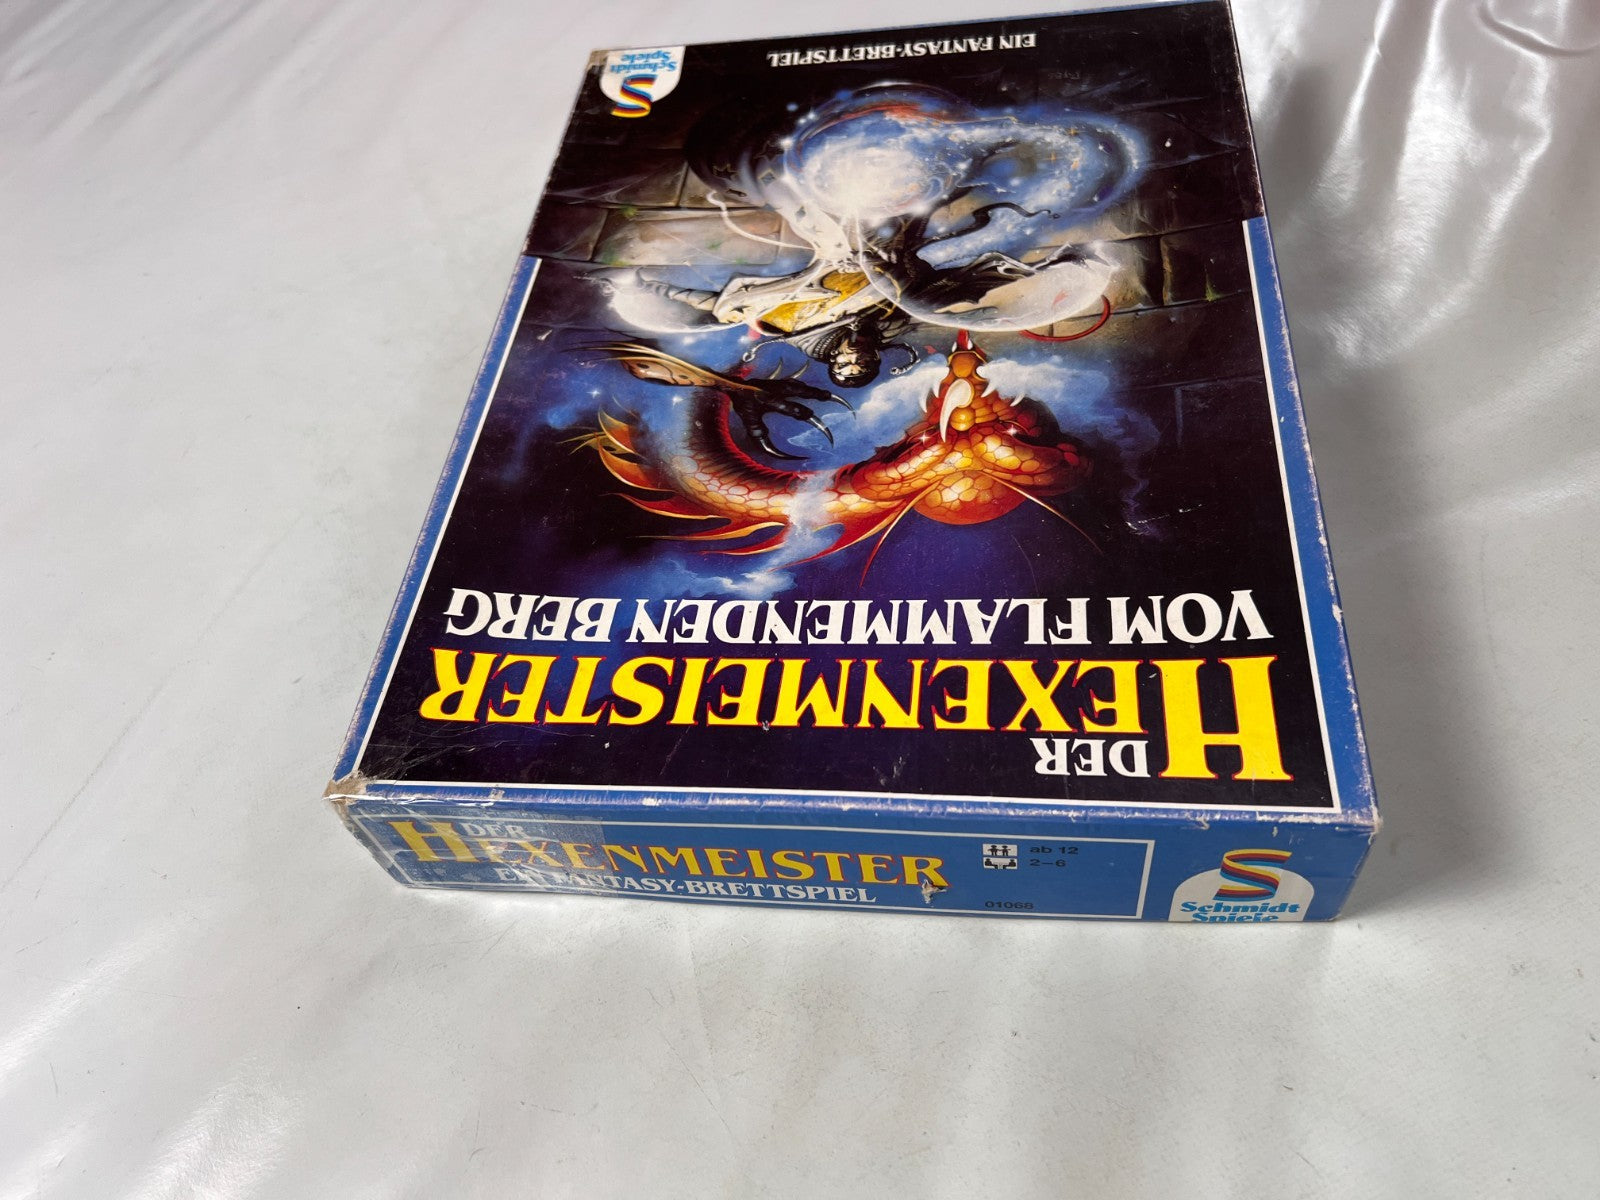 DER
HEXENMEISTER
VOM FLAMMENDEN BERG
EIN FANTASY-BRETTSPIEL
Schmidt
Spiele
DER
HEXENMEISTER
EIN FANTASY-BRETTSPIEL
ab 12
2–6
01068
Schmidt
Spiele